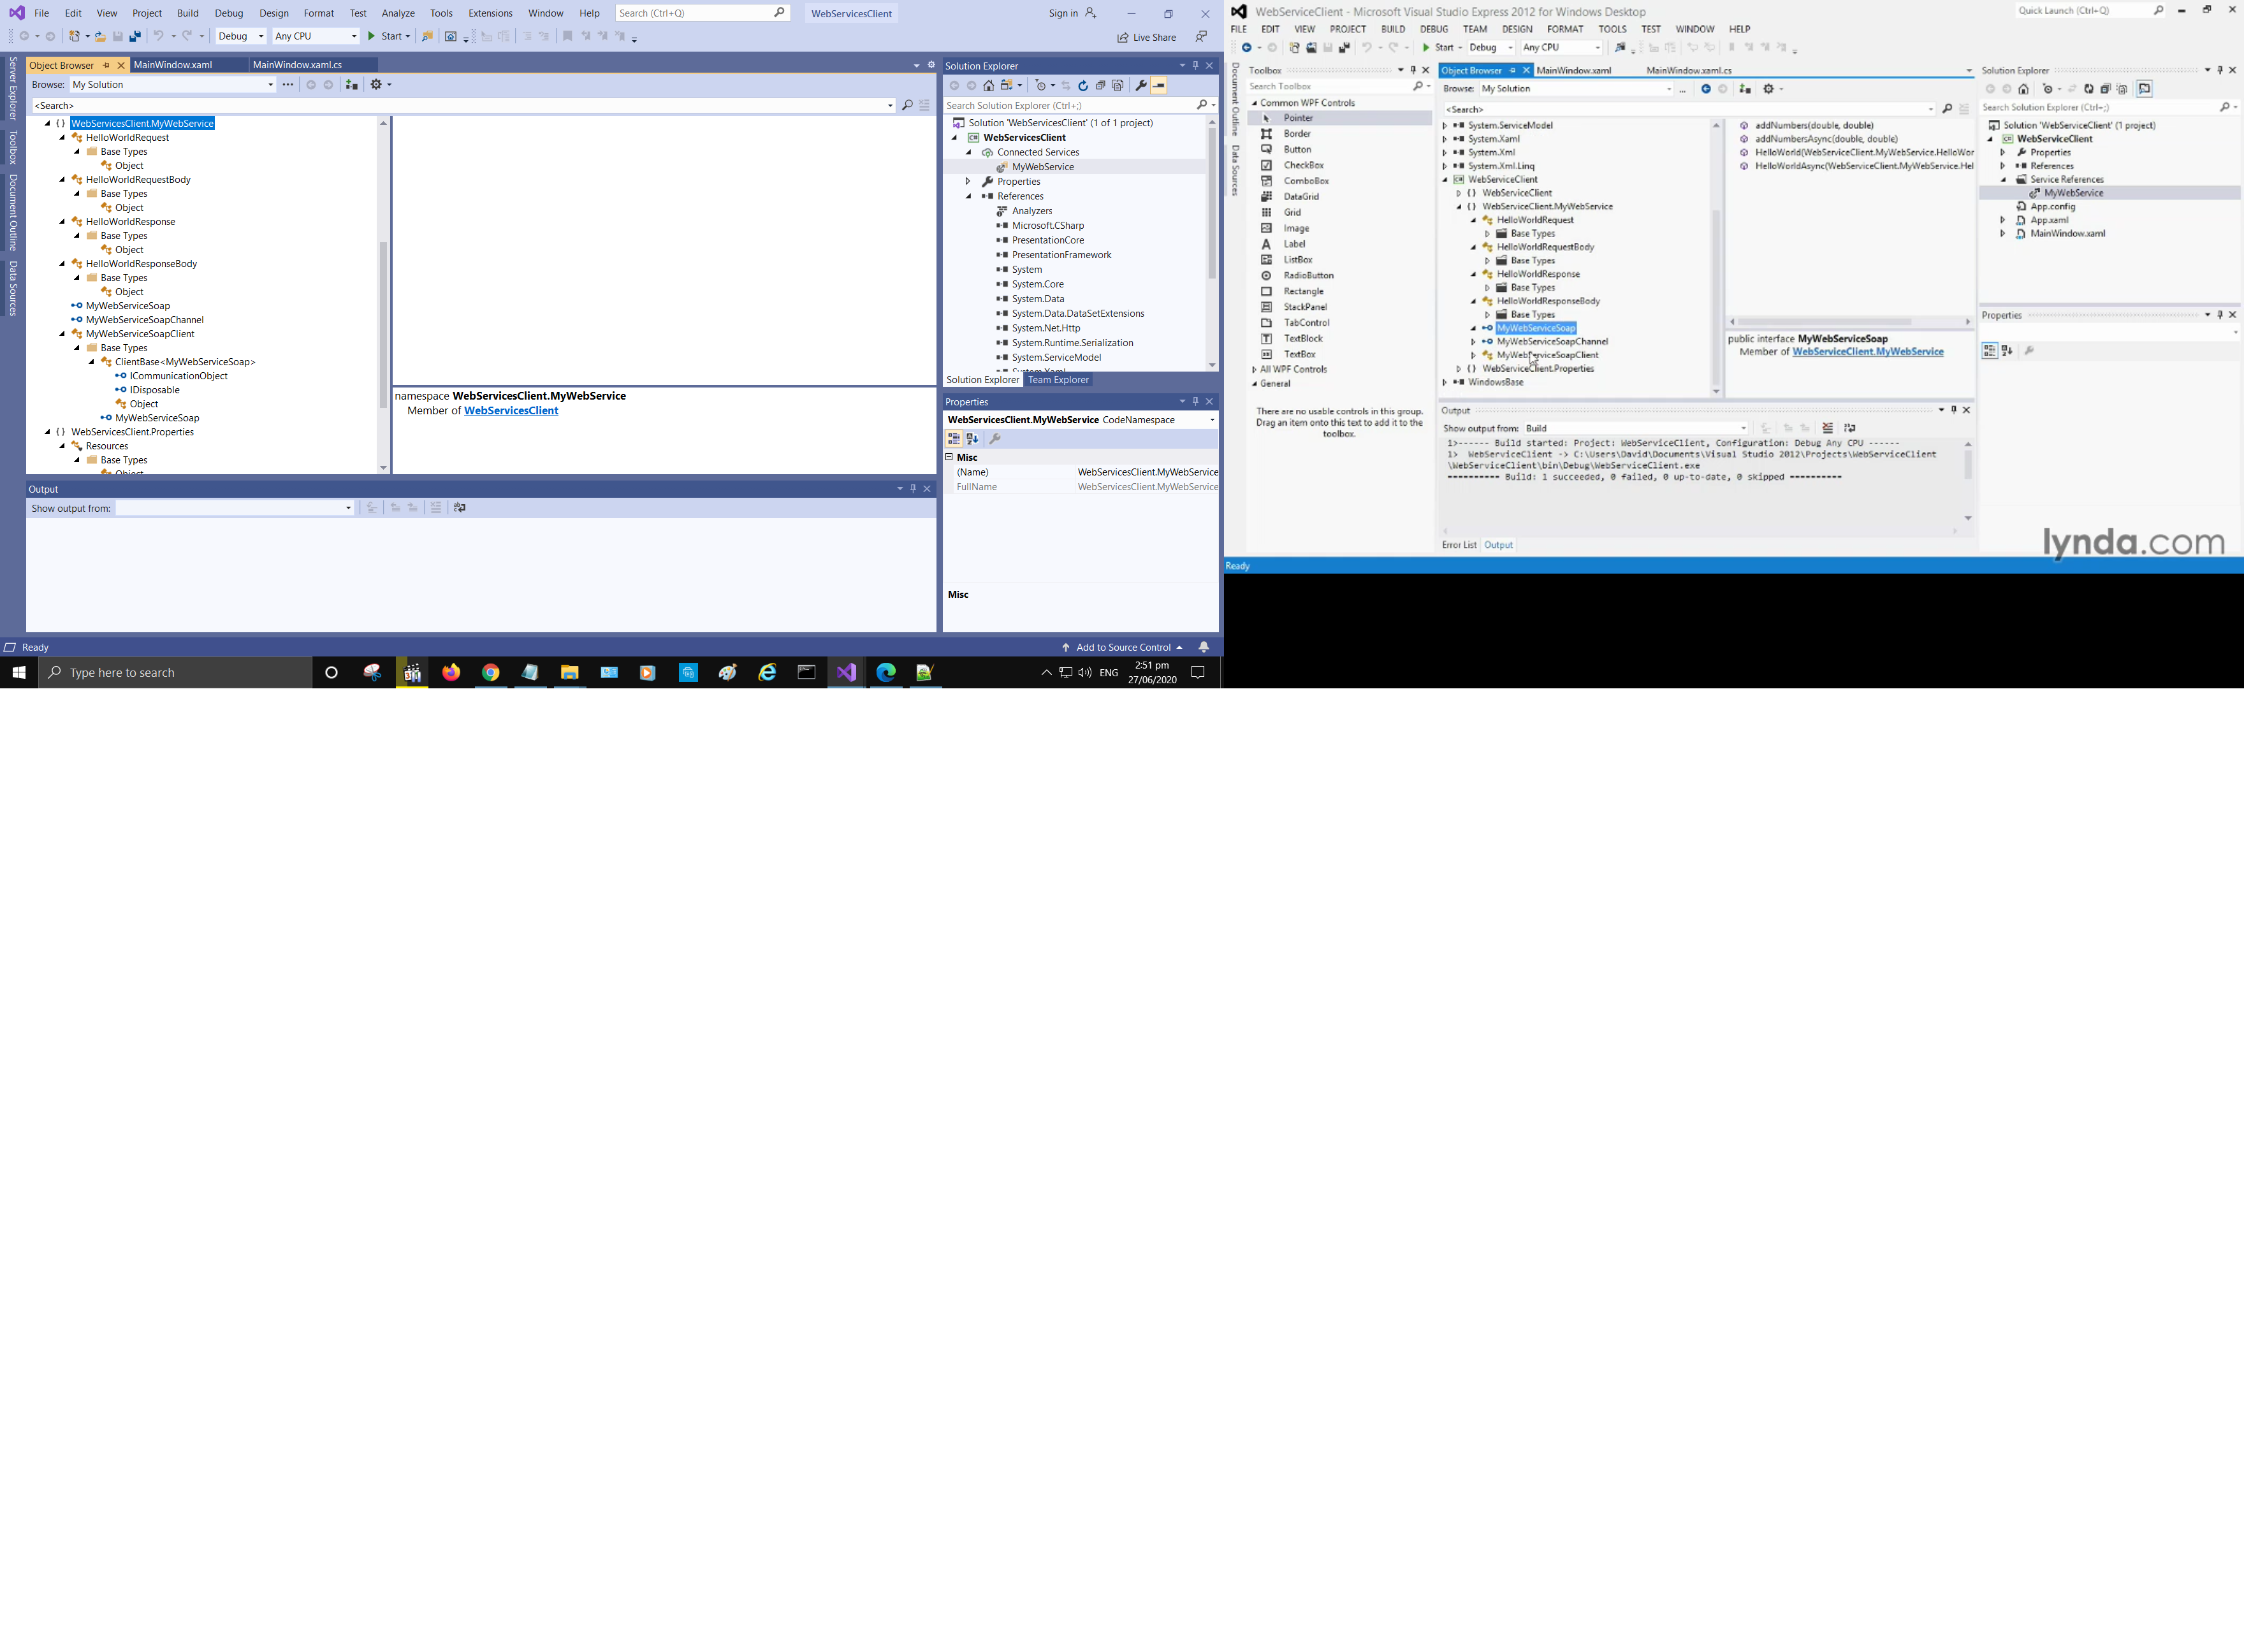 File Edit View Project Build Debug Design Format Test Analyze Tools Extensions Window Help Search (Ctrl+Q) WebServicesClient Sign in
Debug Any CPU Start Live Share
Server Explorer
Toolbox
Document Outline
Data Sources
Object Browser MainWindow.xaml MainWindow.xaml.cs
Browse: My Solution
<Search>
WebServicesClient.MyWebService
HelloWorldRequest
Base Types
Object
HelloWorldRequestBody
Base Types
Object
HelloWorldResponse
Base Types
Object
HelloWorldResponseBody
Base Types
Object
MyWebServiceSoap
MyWebServiceSoapChannel
MyWebServiceSoapClient
Base Types
ClientBase<MyWebServiceSoap>
ICommunicationObject
IDisposable
Object
MyWebServiceSoap
WebServicesClient.Properties
Resources
Base Types
Object
namespace WebServicesClient.MyWebService
Member of WebServicesClient
Output
Show output from:
Solution Explorer
Search Solution Explorer (Ctrl+;)
Solution 'WebServicesClient' (1 of 1 project)
WebServicesClient
Connected Services
MyWebService
Properties
References
Analyzers
Microsoft.CSharp
PresentationCore
PresentationFramework
System
System.Core
System.Data
System.Data.DataSetExtensions
System.Net.Http
System.Runtime.Serialization
System.ServiceModel
System.Xaml
Solution Explorer Team Explorer
Properties
WebServicesClient.MyWebService CodeNamespace
Misc
(Name) WebServicesClient.MyWebService
FullName WebServicesClient.MyWebService
Misc
Ready Add to Source Control
Type here to search ENG 2:51 pm
27/06/2020
WebServiceClient - Microsoft Visual Studio Express 2012 for Windows Desktop Quick Launch (Ctrl+Q)
FILE EDIT VIEW PROJECT BUILD DEBUG TEAM DESIGN FORMAT TOOLS TEST WINDOW HELP
Start Debug Any CPU
Document Outline
Data Sources
Toolbox
Search Toolbox
Common WPF Controls
Pointer
Border
Button
CheckBox
ComboBox
DataGrid
Grid
Image
Label
ListBox
RadioButton
Rectangle
StackPanel
TabControl
TextBlock
TextBox
All WPF Controls
General
There are no usable controls in this group. Drag an item onto this text to add it to the toolbox.
Object Browser MainWindow.xaml MainWindow.xaml.cs
Browse: My Solution
<Search>
System.ServiceModel
System.Xaml
System.Xml
System.Xml.Linq
WebServiceClient
WebServiceClient
WebServiceClient.MyWebService
HelloWorldRequest
Base Types
HelloWorldRequestBody
Base Types
HelloWorldResponse
Base Types
HelloWorldResponseBody
Base Types
MyWebServiceSoap
MyWebServiceSoapChannel
MyWebServiceSoapClient
WebServiceClient.Properties
WindowsBase
addNumbers(double, double)
addNumbersAsync(double, double)
HelloWorld(WebServiceClient.MyWebService.HelloWor
HelloWorldAsync(WebServiceClient.MyWebService.Hel
public interface MyWebServiceSoap
Member of WebServiceClient.MyWebService
Output
Show output from: Build
1>------ Build started: Project: WebServiceClient, Configuration: Debug Any CPU ------
1> WebServiceClient -> C:\Users\David\Documents\Visual Studio 2012\Projects\WebServiceClient
\WebServiceClient\bin\Debug\WebServiceClient.exe
========== Build: 1 succeeded, 0 failed, 0 up-to-date, 0 skipped ==========
Error List Output
Solution Explorer
Search Solution Explorer (Ctrl+;)
Solution 'WebServiceClient' (1 project)
WebServiceClient
Properties
References
Service References
MyWebService
App.config
App.xaml
MainWindow.xaml
Properties
lynda.com
Ready